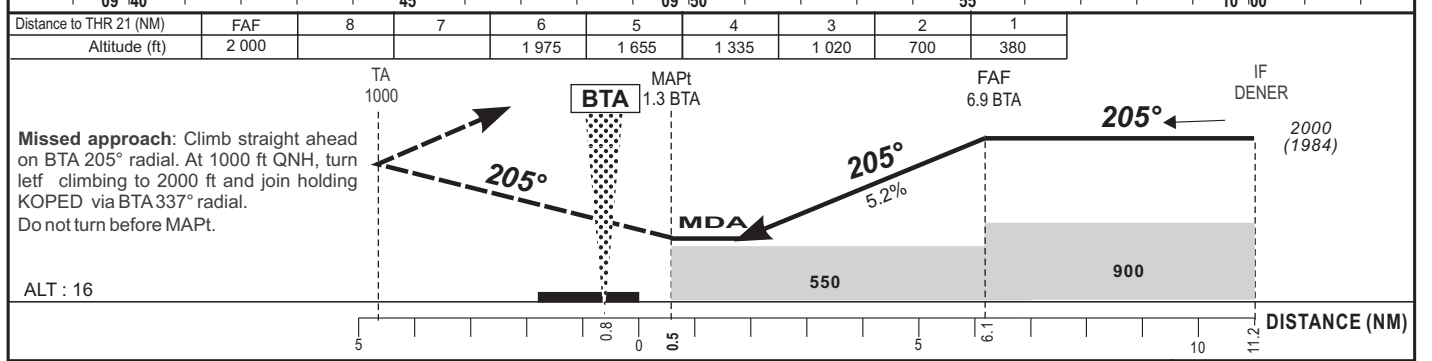 09°40 45 09°50 55 10°00
Distance to THR 21 (NM) FAF 8 7 6 5 4 3 2 1
Altitude (ft) 2 000 1 975 1 655 1 335 1 020 700 380
TA
1000
BTA
MAPt
1.3 BTA
FAF
6.9 BTA
IF
DENER
205°
2000
(1984)
Missed approach: Climb straight ahead
on BTA 205° radial. At 1000 ft QNH, turn
letf climbing to 2000 ft and join holding
KOPED via BTA 337° radial.
Do not turn before MAPt.
205°
205°
5.2%
MDA
550
900
ALT : 16
5 0.8 0 0.5 5 6.1 10 11.2 DISTANCE (NM)